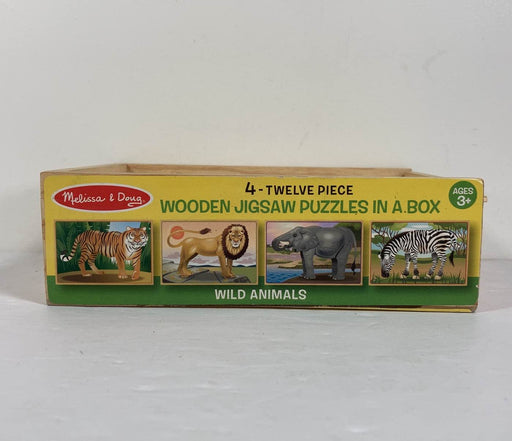 4-TWELVE PIECE
Melissa & Doug
WOODEN JIGSAW PUZZLES IN A BOX
AGES
3+
WILD ANIMALS